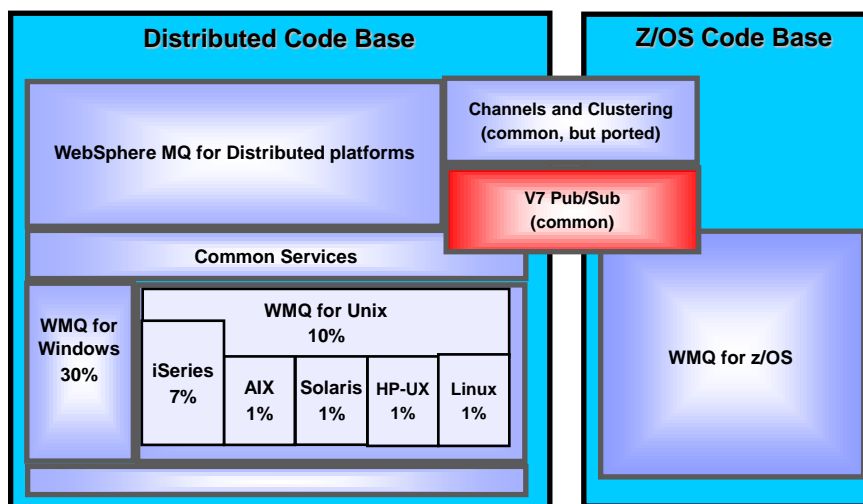 Distributed Code Base
Z/OS Code Base
WebSphere MQ for Distributed platforms
Channels and Clustering
(common, but ported)
V7 Pub/Sub
(common)
Common Services
WMQ for
Windows
30%
WMQ for Unix
10%
iSeries
7%
AIX
1%
Solaris
1%
HP-UX
1%
Linux
1%
WMQ for z/OS